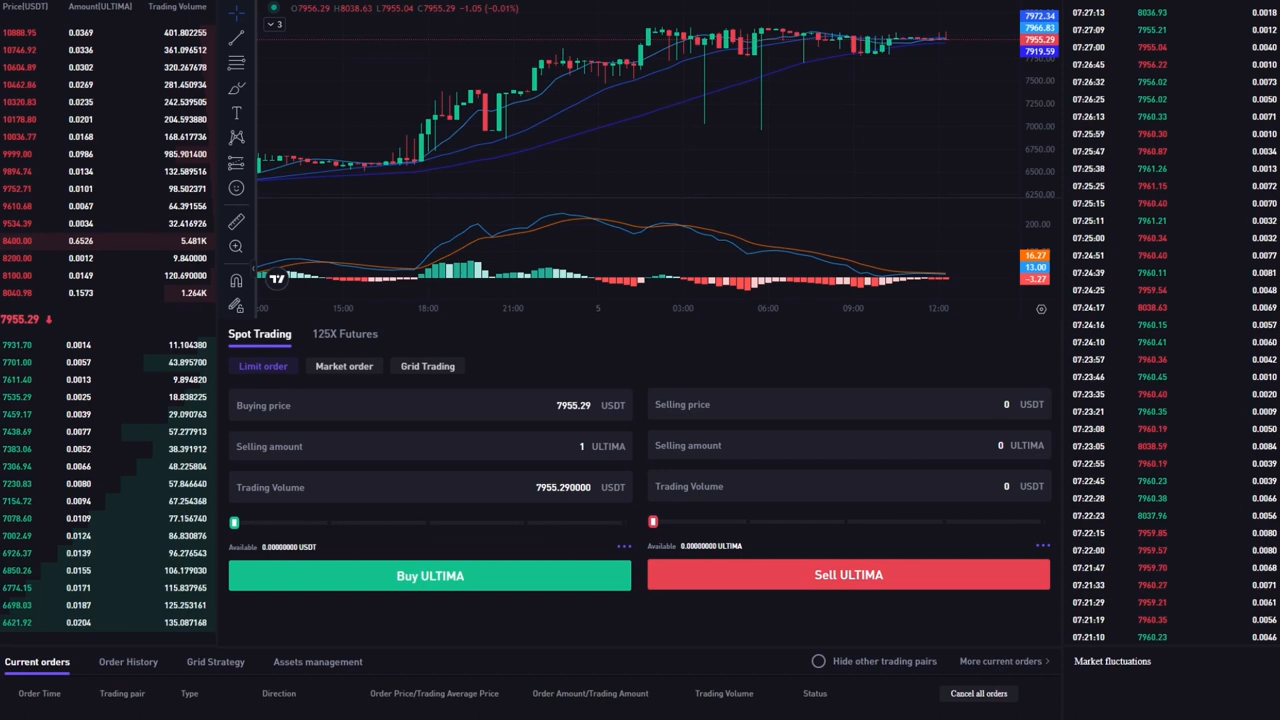 Price(USDT) Amount(ULTIMA) Trading Volume
10888.95 0.0369 401.802255
10746.92 0.0336 361.096512
10604.89 0.0302 320.267678
10462.86 0.0269 281.450934
10320.83 0.0235 242.539505
10178.80 0.0201 204.593880
10036.77 0.0168 168.617736
9999.00 0.0986 985.901400
9894.74 0.0134 132.589516
9752.71 0.0101 98.502371
9610.68 0.0067 64.391556
9534.39 0.0034 32.416926
8400.00 0.6526 5.481K
8200.00 0.0012 9.840000
8100.00 0.0149 120.690000
8040.98 0.1573 1.264K
7955.29
7931.70 0.0014 11.104380
7701.00 0.0057 43.895700
7611.40 0.0013 9.894820
7535.29 0.0025 18.838225
7459.17 0.0039 29.090763
7438.69 0.0077 57.277913
7383.06 0.0052 38.391912
7306.94 0.0066 48.225804
7230.83 0.0080 57.846640
7154.72 0.0094 67.254368
7078.60 0.0109 77.156740
7002.49 0.0124 86.830876
6926.37 0.0139 96.276543
6850.26 0.0155 106.179030
6774.15 0.0171 115.837965
6698.03 0.0187 125.253161
6621.92 0.0204 135.087168
O7956.29 H8038.63 L7955.04 C7955.29 −1.05 (−0.01%)
3
7972.34
7966.83
7955.29
7919.59
7500.00
7250.00
7000.00
6750.00
6500.00
6250.00
200.00
16.27
13.00
−3.27
:00 15:00 18:00 21:00 5 03:00 06:00 09:00 12:00
Spot Trading 125X Futures
Limit order Market order Grid Trading
Buying price 7955.29 USDT
Selling amount 1 ULTIMA
Trading Volume 7955.290000 USDT
Available 0.00000000 USDT
Buy ULTIMA
Selling price 0 USDT
Selling amount 0 ULTIMA
Trading Volume 0 USDT
Available 0.00000000 ULTIMA
Sell ULTIMA
07:27:13 8036.93 0.0018
07:27:09 7955.21 0.0012
07:27:00 7955.04 0.0040
07:26:45 7956.22 0.0010
07:26:32 7956.02 0.0073
07:26:25 7956.02 0.0050
07:26:13 7960.33 0.0071
07:25:59 7960.30 0.0010
07:25:47 7960.87 0.0034
07:25:38 7961.26 0.0038
07:25:25 7961.15 0.0072
07:25:15 7960.40 0.0070
07:25:11 7961.21 0.0032
07:25:00 7960.34 0.0032
07:24:51 7960.40 0.0067
07:24:39 7960.11 0.0032
07:24:25 7959.54 0.0038
07:24:17 8038.63 0.0067
07:24:16 7960.15 0.0072
07:24:10 7960.41 0.0060
07:23:57 7960.36 0.0042
07:23:46 7960.45 0.0010
07:23:35 7960.40 0.0020
07:23:21 7960.35 0.0009
07:23:08 7960.19 0.0050
07:23:05 8038.59 0.0084
07:22:55 7960.19 0.0039
07:22:45 7960.23 0.0039
07:22:28 7960.38 0.0066
07:22:23 8037.96 0.0056
07:22:15 7959.85 0.0080
07:22:00 7959.57 0.0080
07:21:47 7959.70 0.0068
07:21:33 7960.27 0.0071
07:21:29 7959.21 0.0061
07:21:19 7960.35 0.0056
07:21:10 7960.23 0.0046
Current orders Order History Grid Strategy Assets management Hide other trading pairs More current orders >
Order Time Trading pair Type Direction Order Price/Trading Average Price Order Amount/Trading Amount Trading Volume Status Cancel all orders
Market fluctuations